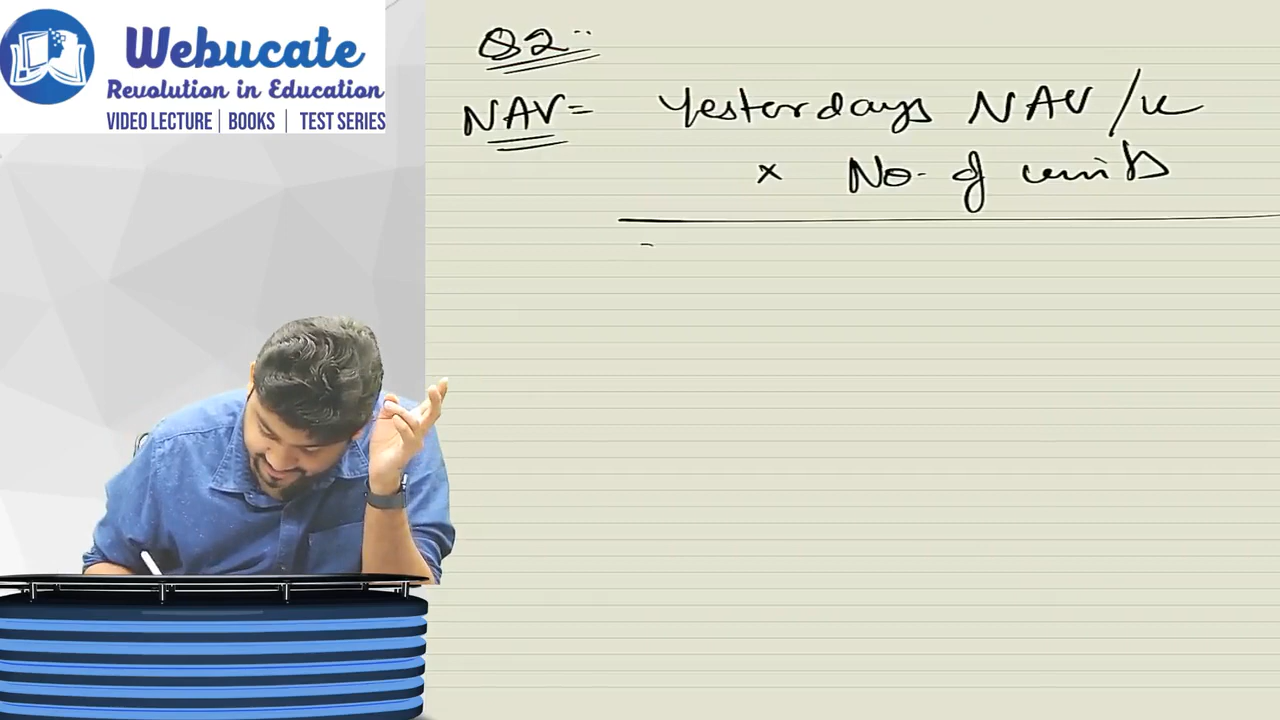 Webucate
Revolution in Education
VIDEO LECTURE | BOOKS | TEST SERIES
Q2:
NAV= Yesterdays NAV/u
× No. of units